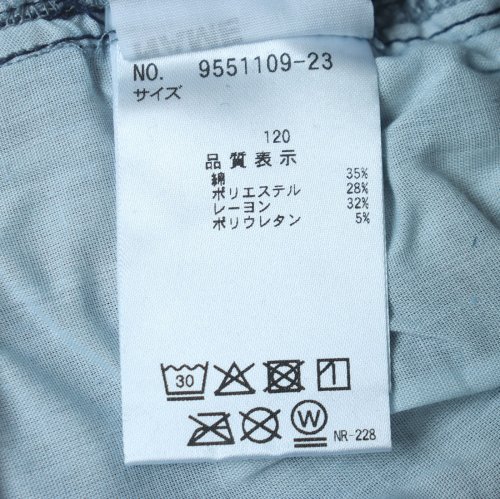 NO. 9551109-23
サイズ
120
品質表示
綿 35%
ポリエステル 28%
レーヨン 32%
ポリウレタン 5%
30
W
NR-228